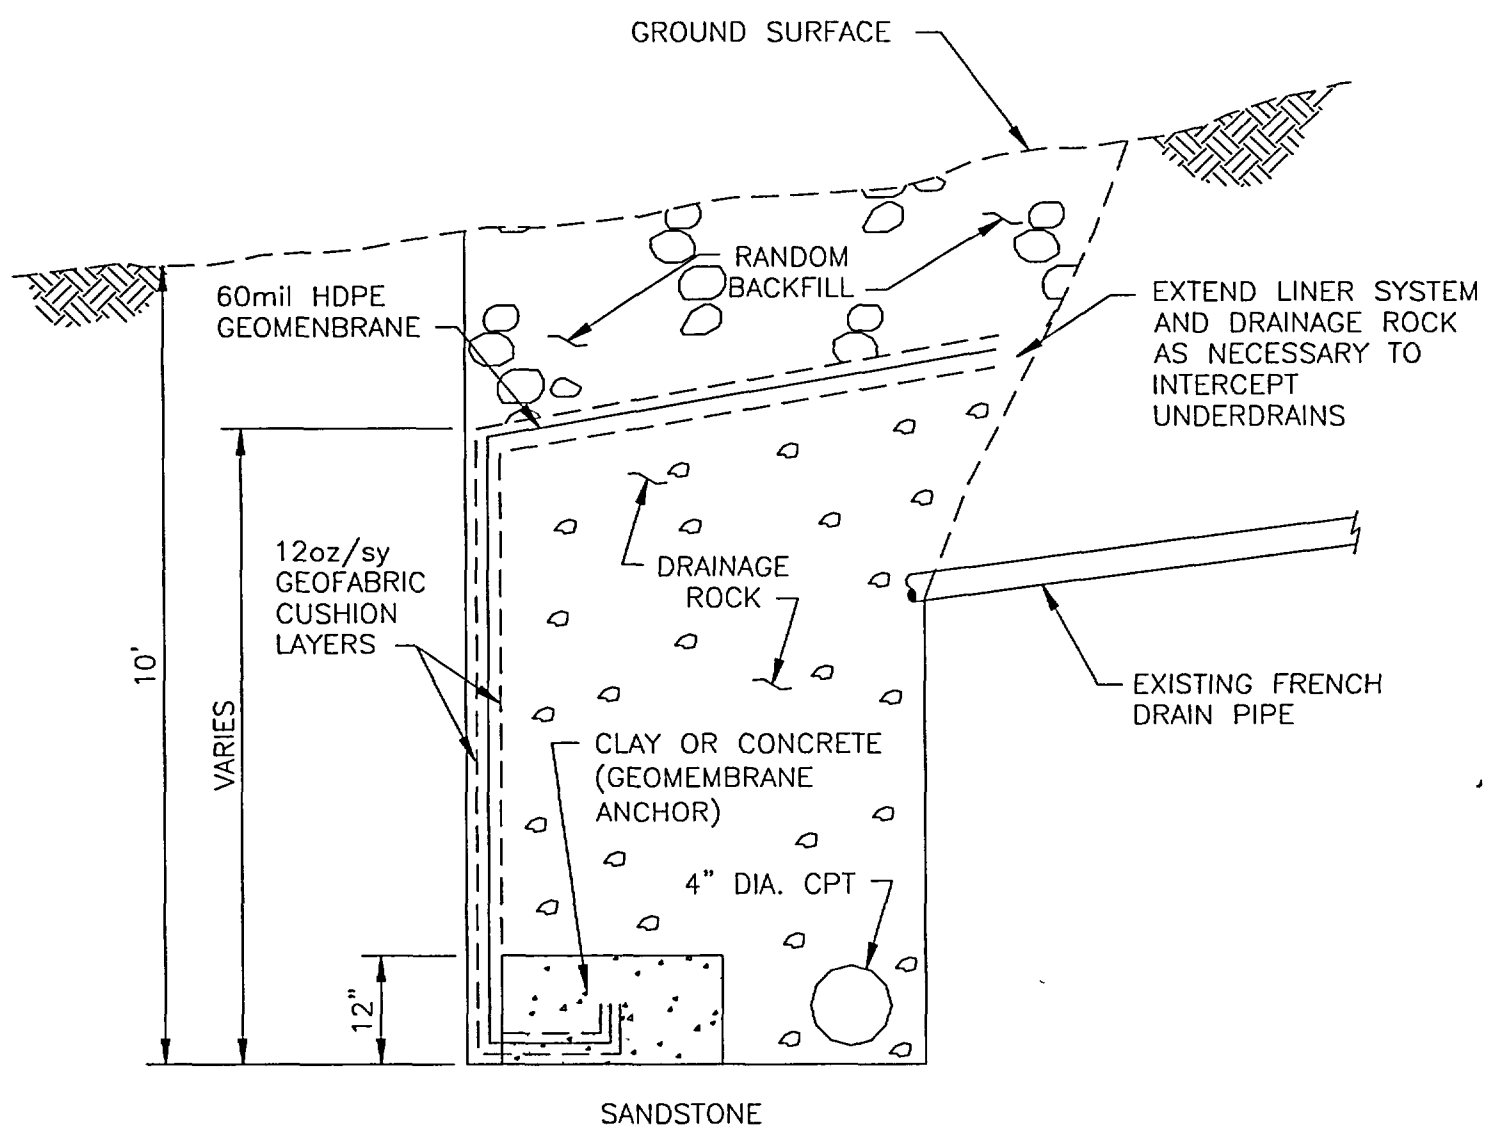 GROUND SURFACE
RANDOM
BACKFILL
60mil HDPE
GEOMENBRANE
EXTEND LINER SYSTEM
AND DRAINAGE ROCK
AS NECESSARY TO
INTERCEPT
UNDERDRAINS
12oz/sy
GEOFABRIC
CUSHION
LAYERS
DRAINAGE
ROCK
10'
VARIES
EXISTING FRENCH
DRAIN PIPE
CLAY OR CONCRETE
(GEOMEMBRANE
ANCHOR)
4" DIA. CPT
12"
SANDSTONE